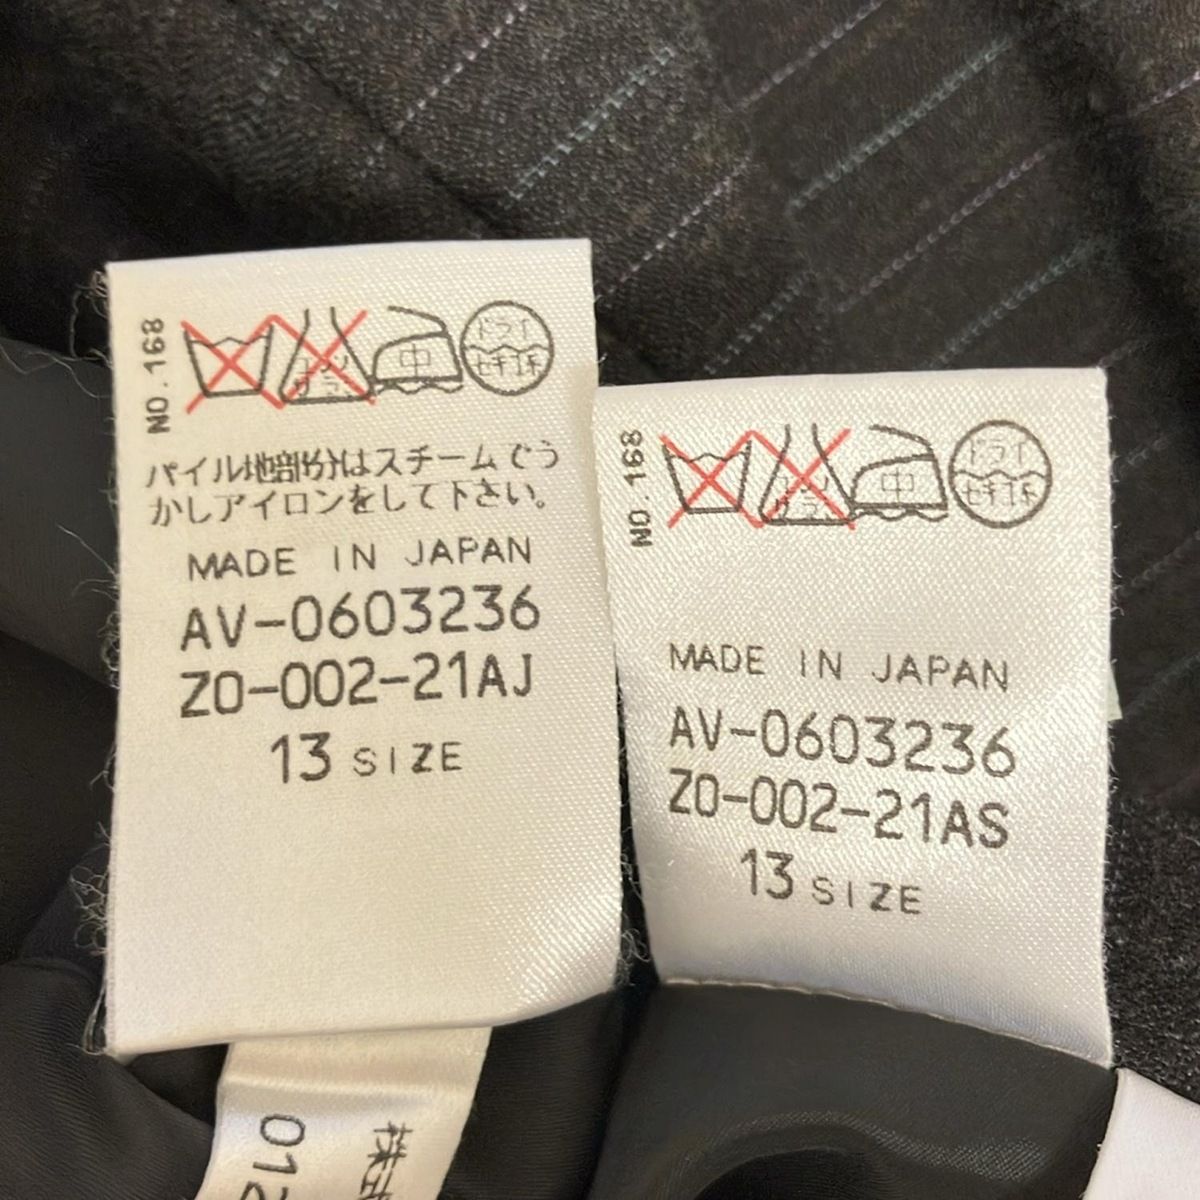 NO. 168
中
ドライ
セキユ系
パイル地部分はスチームでう
かしアイロンをして下さい。
MADE IN JAPAN
AV-0603236
Z0-002-21AJ
13 SIZE
NO. 168
中
ドライ
セキユ系
MADE IN JAPAN
AV-0603236
Z0-002-21AS
13 SIZE
012
株式